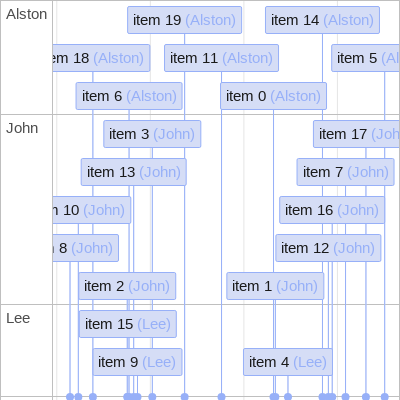 Alston
item 19 (Alston)
item 14 (Alston)
18 (Alston)
item 11 (Alston)
item 5
item 6 (Alston)
item 0 (Alston)
John
item 3 (John)
item 17
item 13 (John)
item 7 (John)
10 (John)
item 16 (John)
8 (John)
item 12 (John)
item 2 (John)
item 1 (John)
Lee
item 15 (Lee)
item 9 (Lee)
item 4 (Lee)